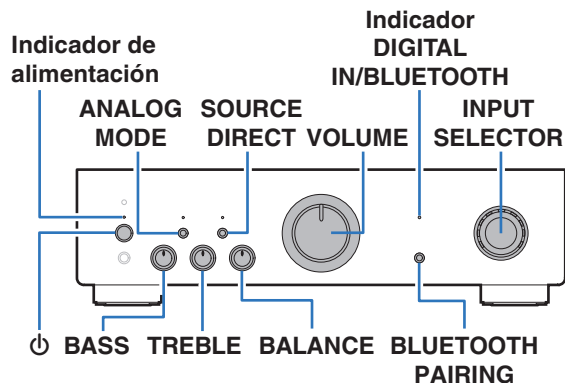 Indicador de
alimentación
ANALOG
MODE
SOURCE
DIRECT
VOLUME
Indicador
DIGITAL
IN/BLUETOOTH
INPUT
SELECTOR
BASS
TREBLE
BALANCE
BLUETOOTH
PAIRING